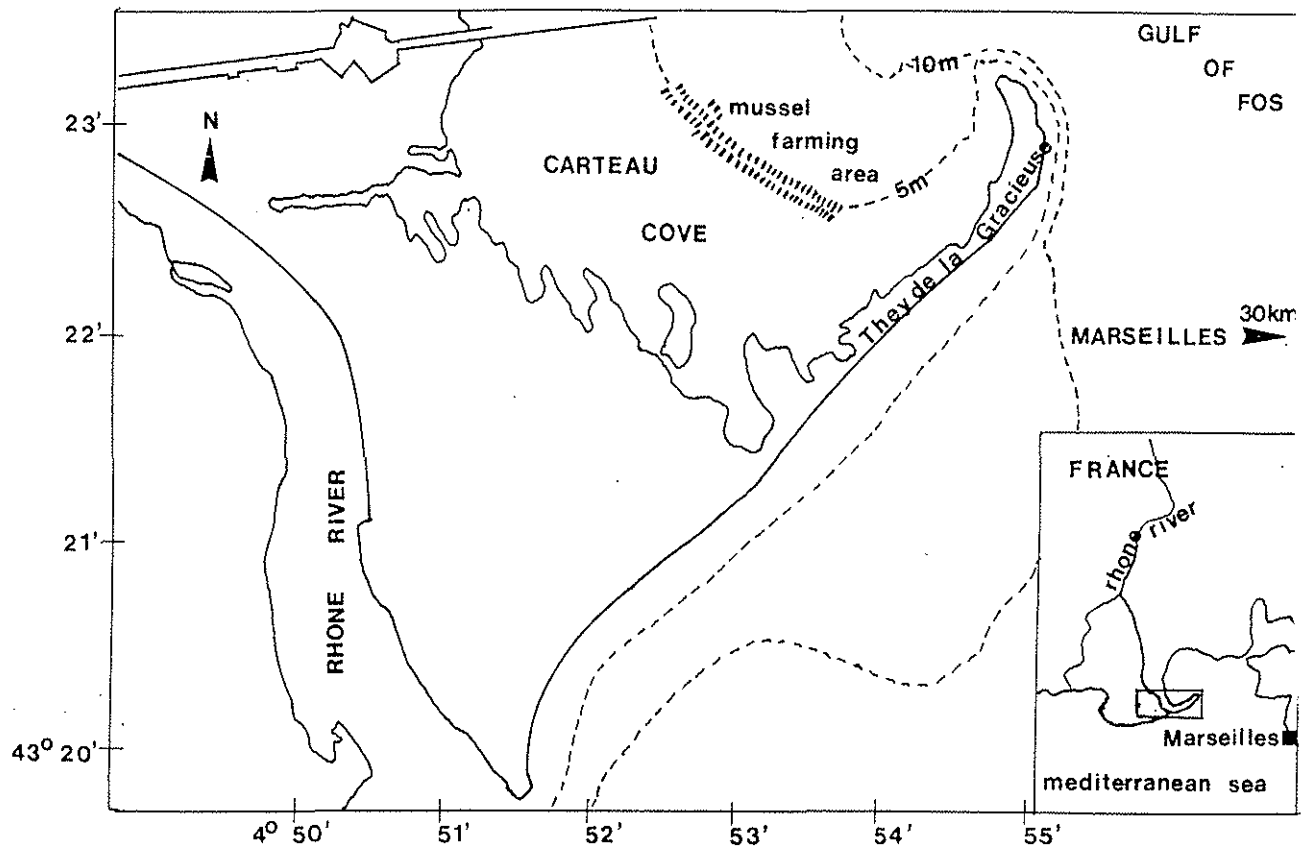 GULF
OF
FOS
10m
23'
N
mussel
farming
area
CARTEAU
COVE
5m
They de la Gracieuse
22'
30km
MARSEILLES
FRANCE
rhone river
RHONE RIVER
21'
Marseilles
43° 20'
mediterranean sea
4° 50'
51'
52'
53'
54'
55'